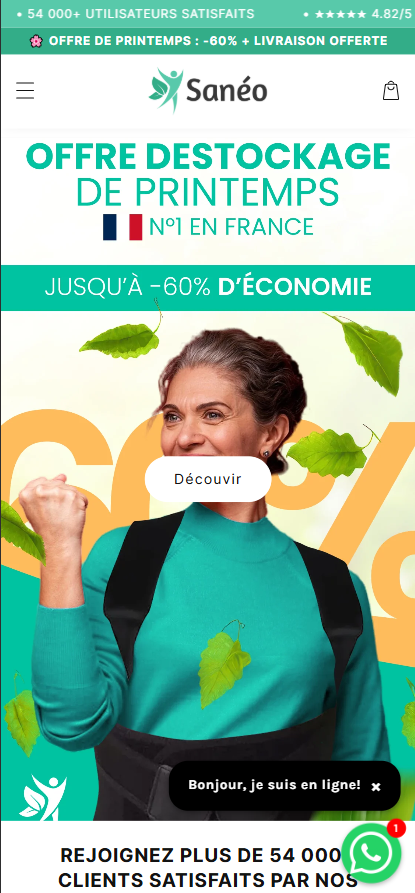 • 54 000+ UTILISATEURS SATISFAITS • ★★★★★ 4.82/5
🌸 OFFRE DE PRINTEMPS : -60% + LIVRAISON OFFERTE
Sanéo
OFFRE DESTOCKAGE
DE PRINTEMPS
N°1 EN FRANCE
JUSQU'À -60% D'ÉCONOMIE
60%
Découvir
Bonjour, je suis en ligne! ✖
1
REJOIGNEZ PLUS DE 54 000
CLIENTS SATISFAITS PAR NOS